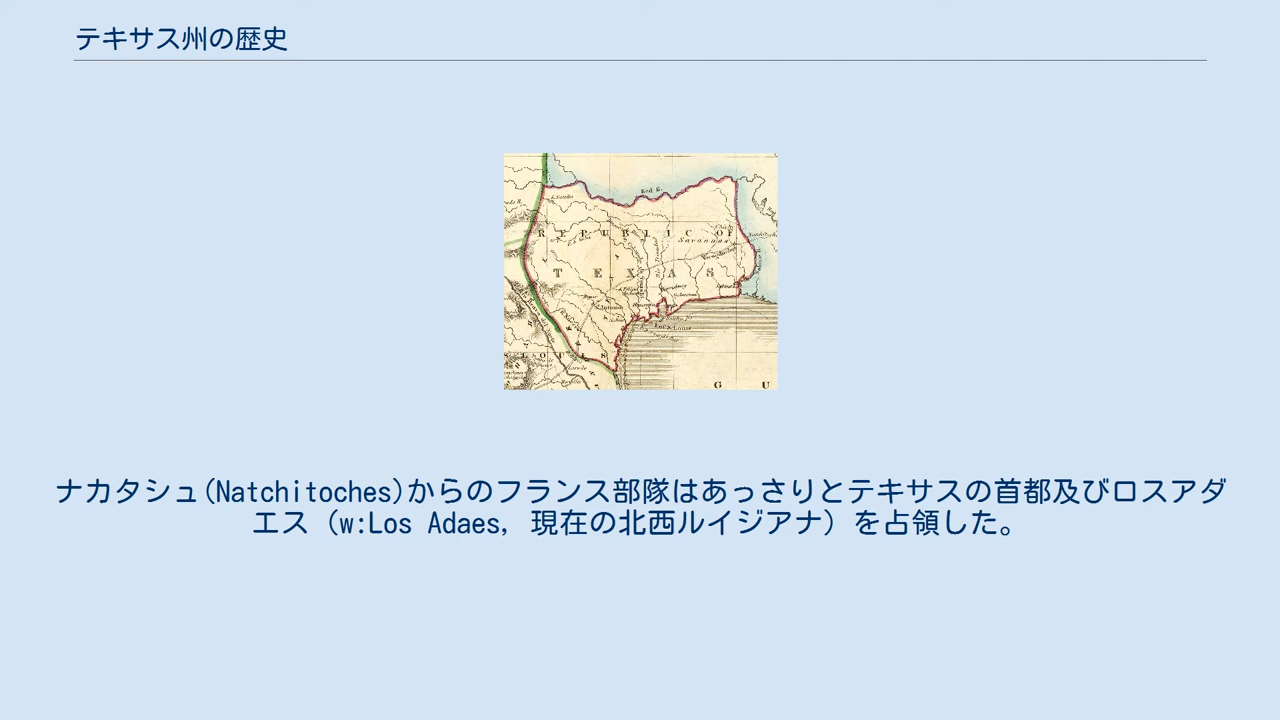 テキサス州の歴史
Red R.
REPUBLIC OF
Savannas
TEXAS
G U
ナカタシュ(Natchitoches)からのフランス部隊はあっさりとテキサスの首都及びロスアダ
エス（w:Los Adaes, 現在の北西ルイジアナ）を占領した。